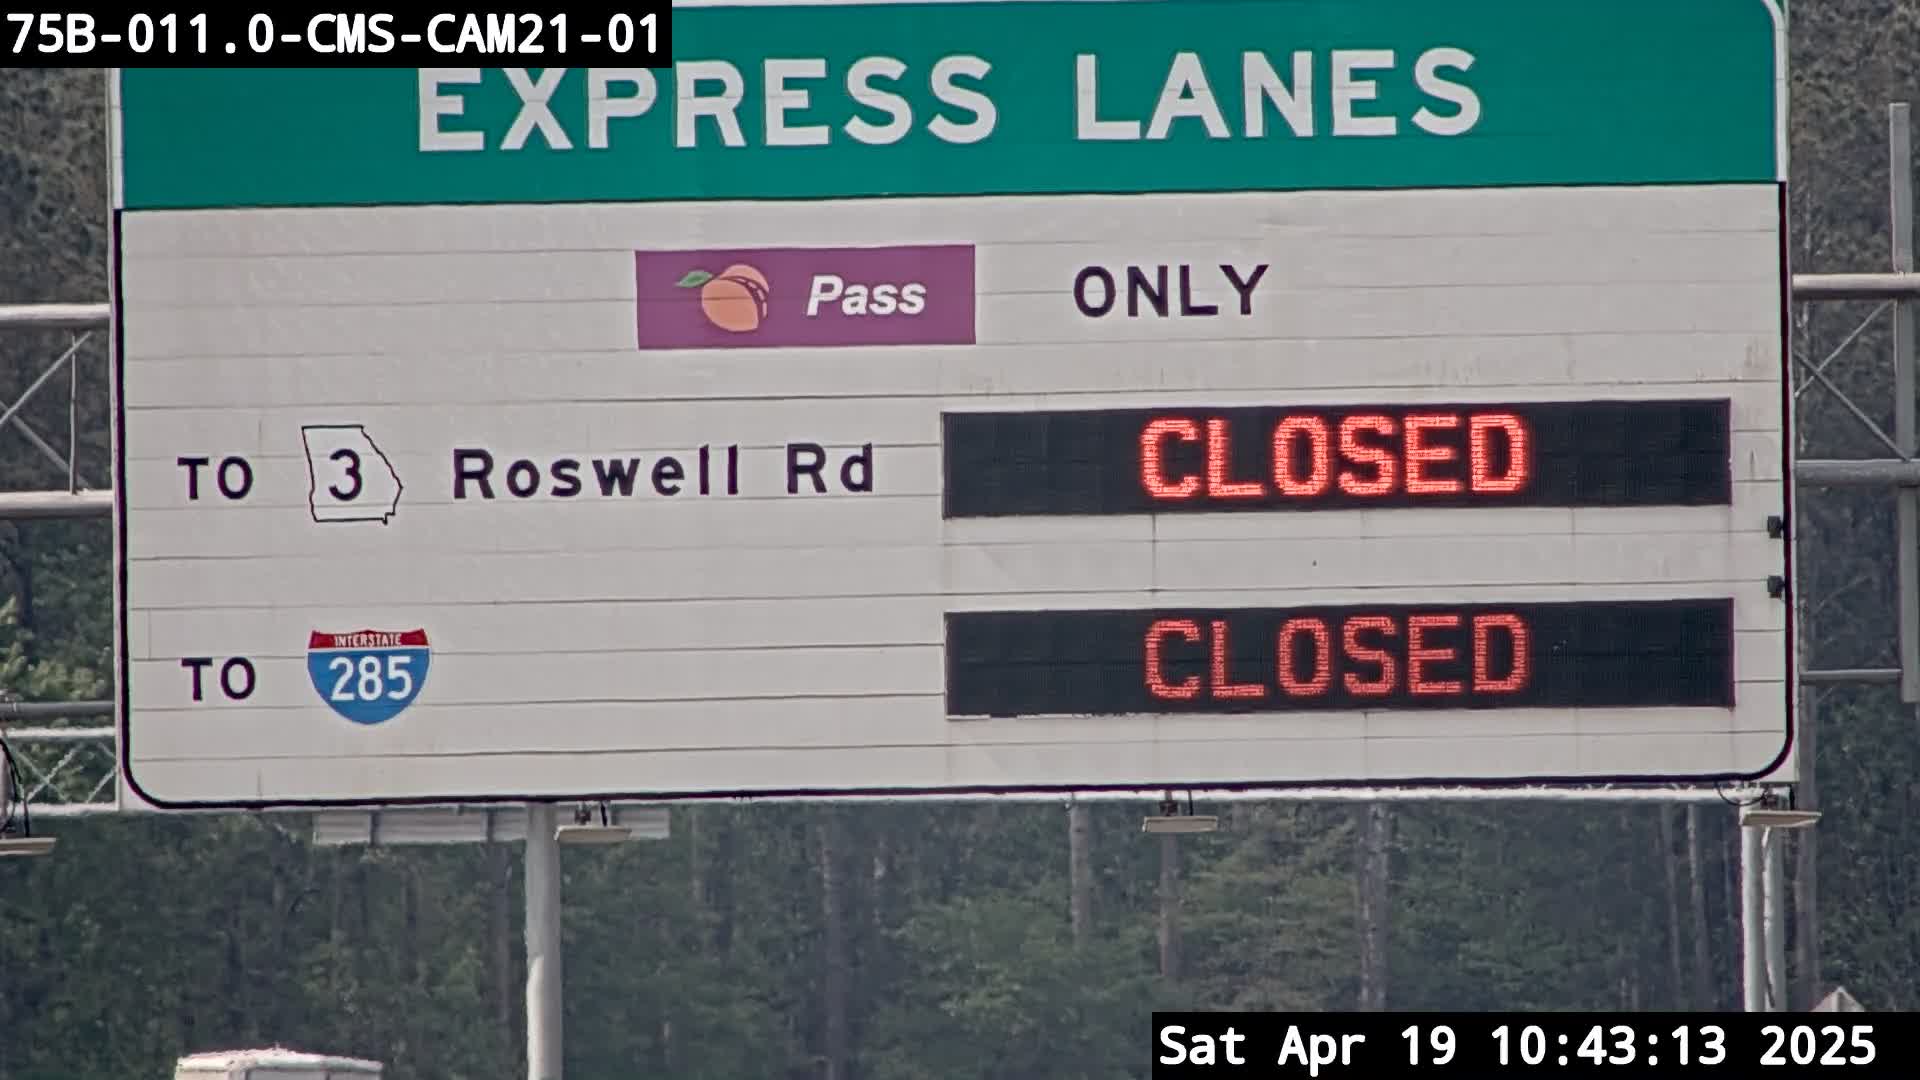 75B-011.0-CMS-CAM21-01
EXPRESS LANES
Pass ONLY
TO 3 Roswell Rd CLOSED
TO INTERSTATE 285 CLOSED
Sat Apr 19 10:43:13 2025